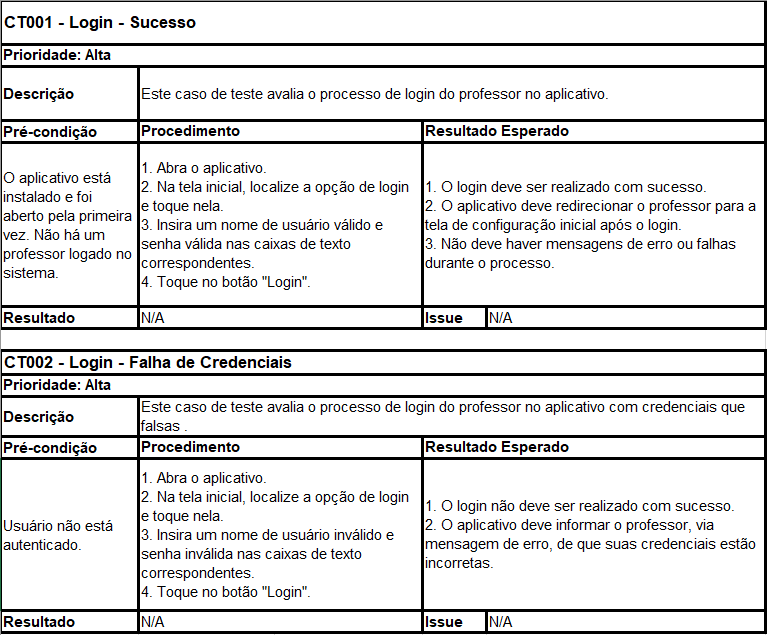 CT001 - Login - Sucesso
Prioridade: Alta
Descrição
Este caso de teste avalia o processo de login do professor no aplicativo.
Pré-condição
Procedimento
Resultado Esperado
O aplicativo está
instalado e foi
aberto pela primeira
vez. Não há um
professor logado no
sistema.
1. Abra o aplicativo.
2. Na tela inicial, localize a opção de login
e toque nela.
3. Insira um nome de usuário válido e
senha válida nas caixas de texto
correspondentes.
4. Toque no botão "Login".
1. O login deve ser realizado com sucesso.
2. O aplicativo deve redirecionar o professor para a
tela de configuração inicial após o login.
3. Não deve haver mensagens de erro ou falhas
durante o processo.
Resultado
N/A
Issue
N/A
CT002 - Login - Falha de Credenciais
Prioridade: Alta
Descrição
Este caso de teste avalia o processo de login do professor no aplicativo com credenciais que
falsas .
Pré-condição
Procedimento
Resultado Esperado
Usuário não está
autenticado.
1. Abra o aplicativo.
2. Na tela inicial, localize a opção de login
e toque nela.
3. Insira um nome de usuário inválido e
senha inválida nas caixas de texto
correspondentes.
4. Toque no botão "Login".
1. O login não deve ser realizado com sucesso.
2. O aplicativo deve informar o professor, via
mensagem de erro, de que suas credenciais estão
incorretas.
Resultado
N/A
Issue
N/A